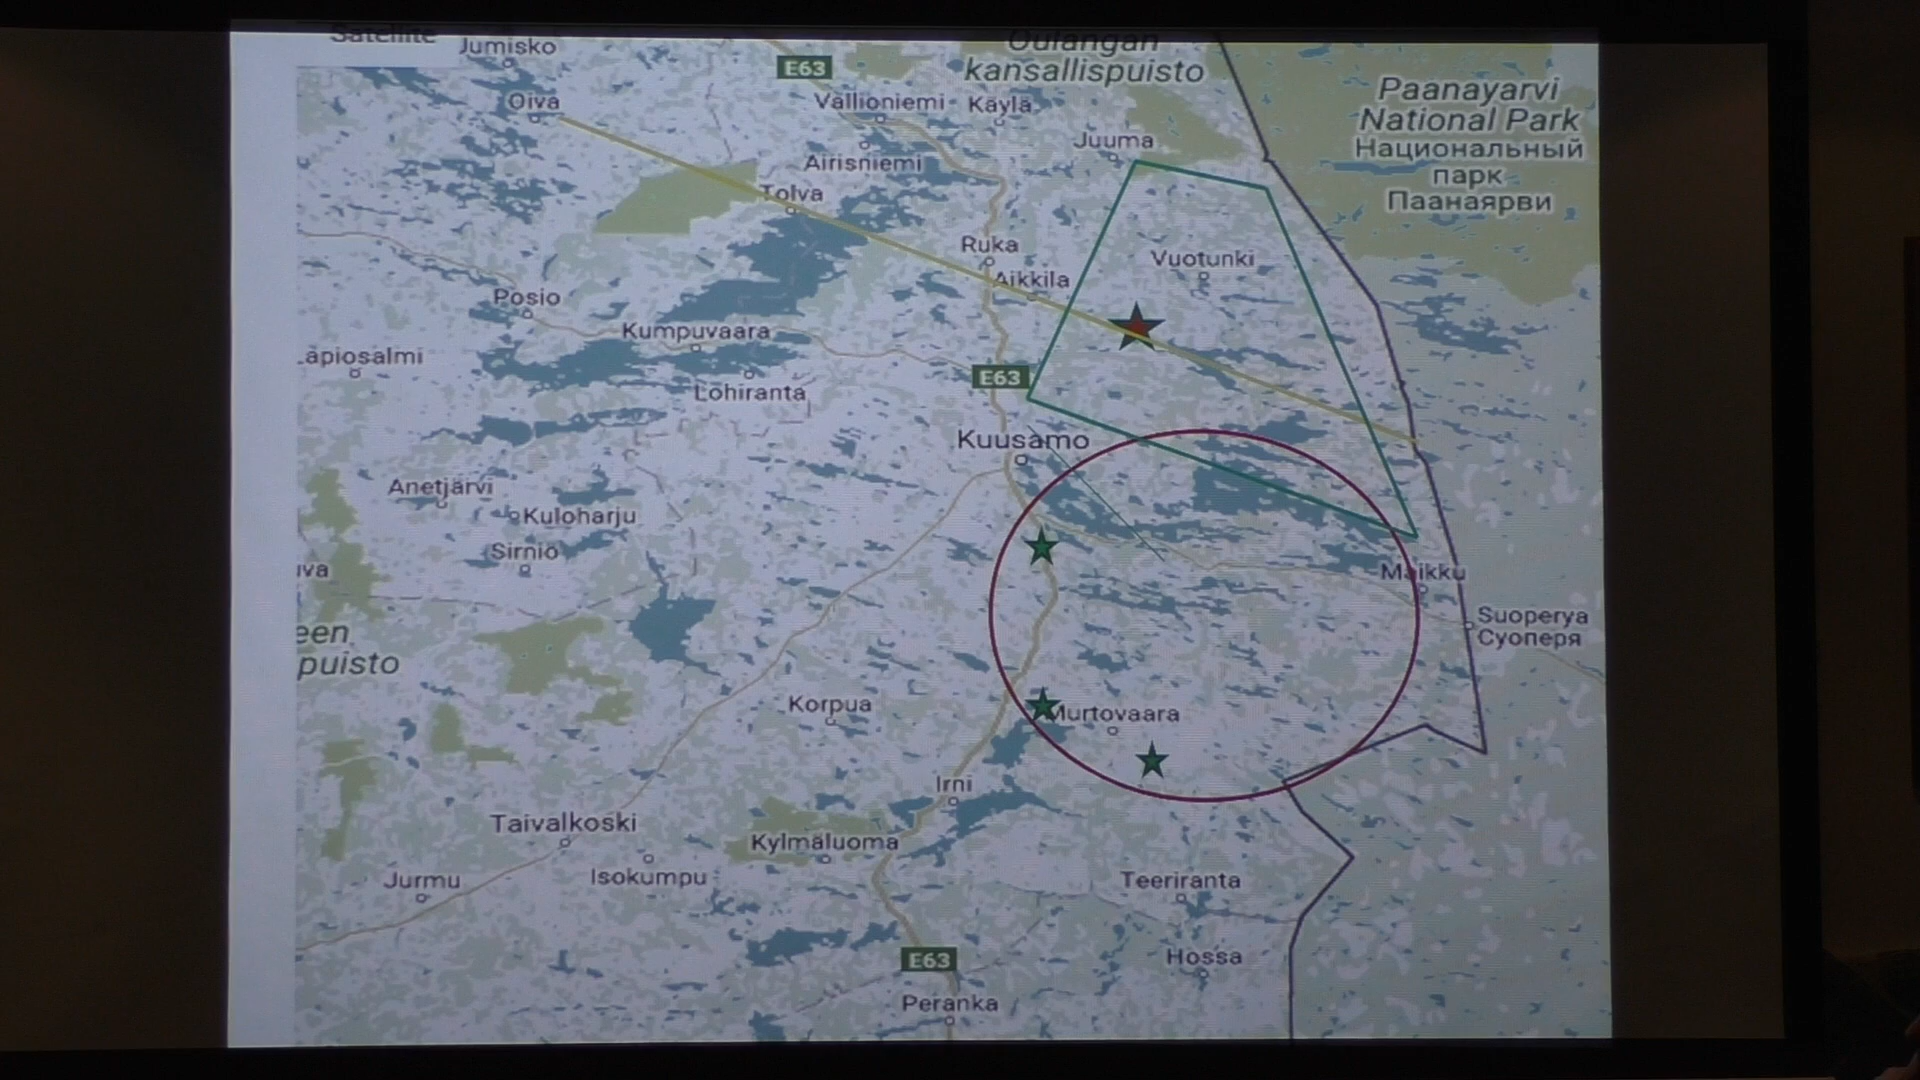 Satellite
Jumisko
Oulangan
kansallispuisto
E63
Paanayarvi
National Park
Национальный
парк
Паанаярви
Oiva
Vallioniemi
Käylä
Juuma
Airisniemi
Tolva
Ruka
Vuotunki
Aikkila
Posio
Kumpuvaara
apiosalmi
E63
Lohiranta
Kuusamo
Anetjärvi
Kuloharju
Sirniö
Maikku
Suoperya
Суоперя
een
puisto
Korpua
Murtovaara
Irni
Taivalkoski
Kylmäluoma
Jurmu
Isokumpu
Teeriranta
Hossa
E63
Peranka